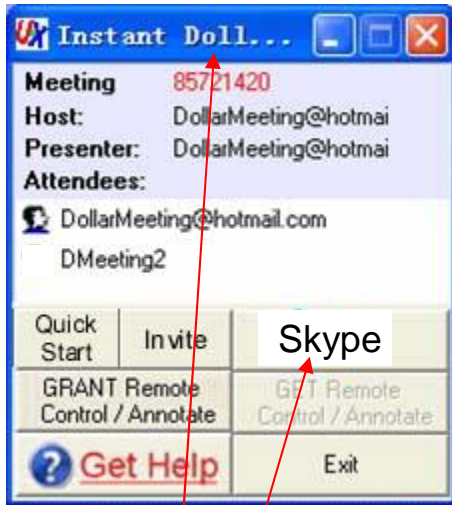 Instant Doll...
Meeting 85721420
Host: DollarMeeting@hotmai
Presenter: DollarMeeting@hotmai
Attendees:
DollarMeeting@hotmail.com
DMeeting2
Quick Start
Invite
Skype
GRANT Remote
Control / Annotate
GET Remote
Control / Annotate
Get Help
Exit